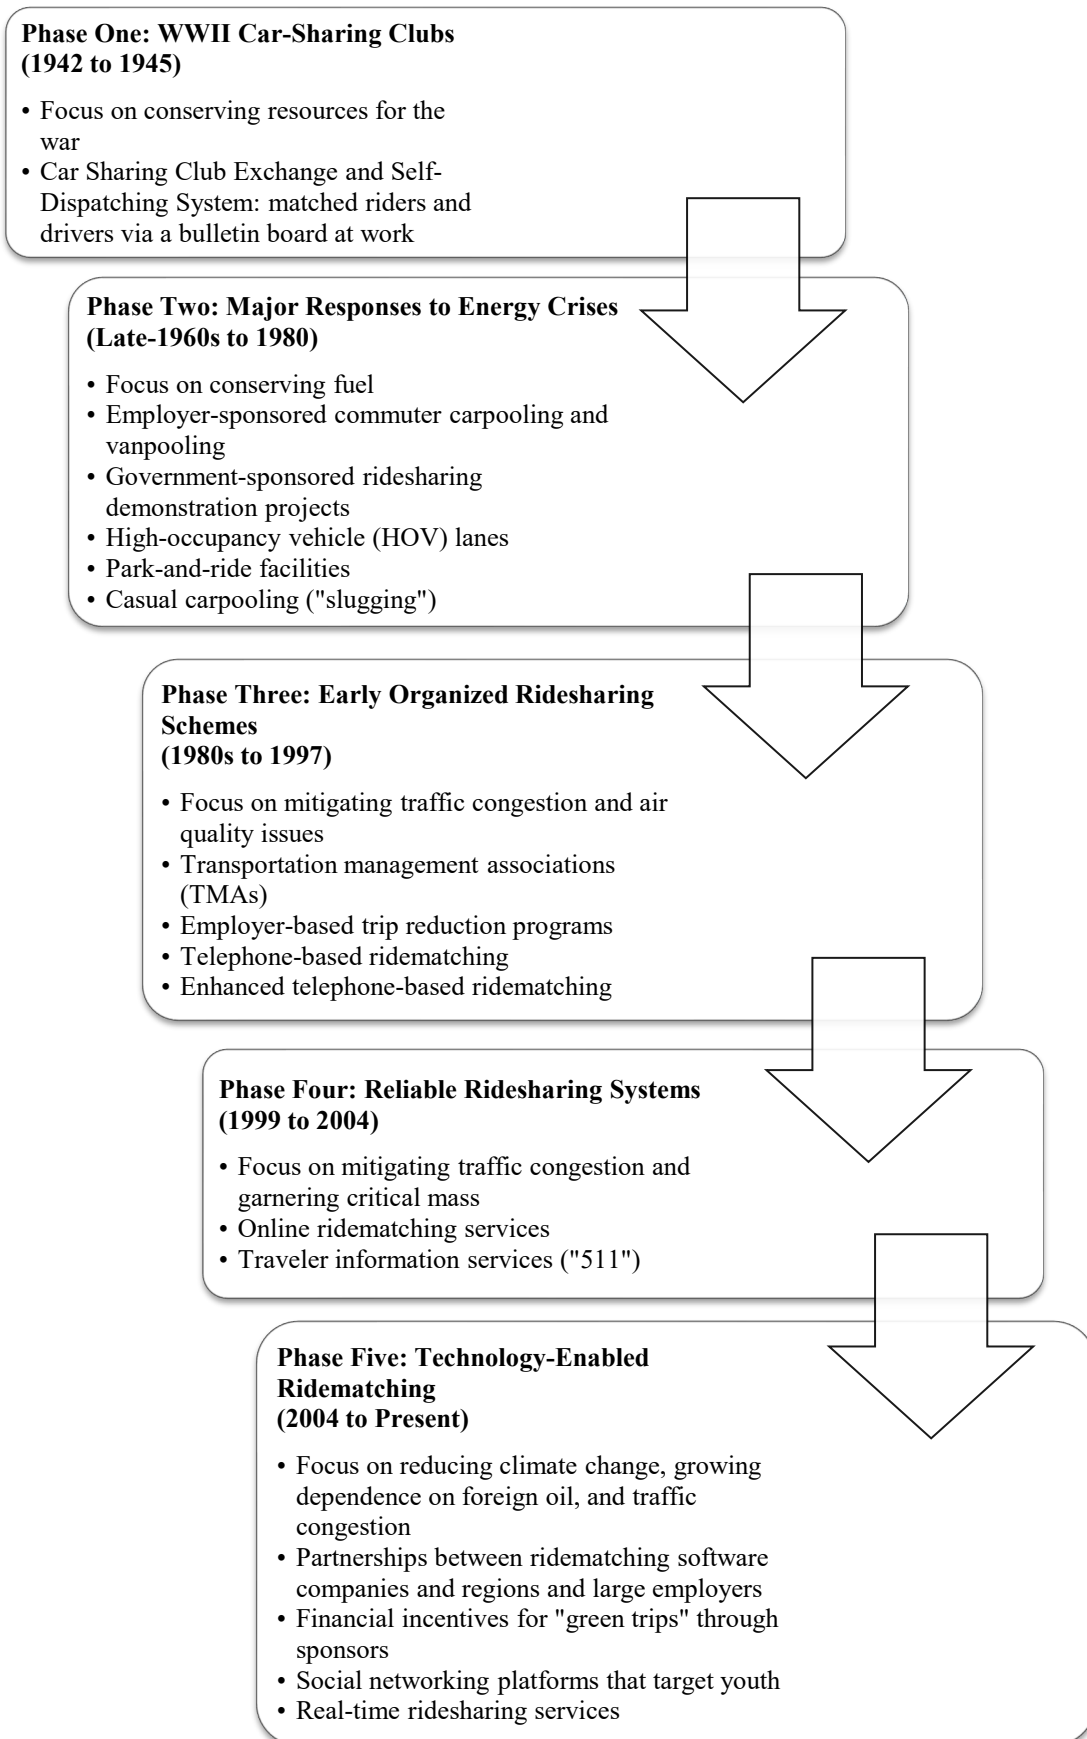 Phase One: WWII Car-Sharing Clubs
(1942 to 1945)
• Focus on conserving resources for the
war
• Car Sharing Club Exchange and Self-
Dispatching System: matched riders and
drivers via a bulletin board at work
Phase Two: Major Responses to Energy Crises
(Late-1960s to 1980)
• Focus on conserving fuel
• Employer-sponsored commuter carpooling and
vanpooling
• Government-sponsored ridesharing
demonstration projects
• High-occupancy vehicle (HOV) lanes
• Park-and-ride facilities
• Casual carpooling ("slugging")
Phase Three: Early Organized Ridesharing
Schemes
(1980s to 1997)
• Focus on mitigating traffic congestion and air
quality issues
• Transportation management associations
(TMAs)
• Employer-based trip reduction programs
• Telephone-based ridematching
• Enhanced telephone-based ridematching
Phase Four: Reliable Ridesharing Systems
(1999 to 2004)
• Focus on mitigating traffic congestion and
garnering critical mass
• Online ridematching services
• Traveler information services ("511")
Phase Five: Technology-Enabled
Ridematching
(2004 to Present)
• Focus on reducing climate change, growing
dependence on foreign oil, and traffic
congestion
• Partnerships between ridematching software
companies and regions and large employers
• Financial incentives for "green trips" through
sponsors
• Social networking platforms that target youth
• Real-time ridesharing services